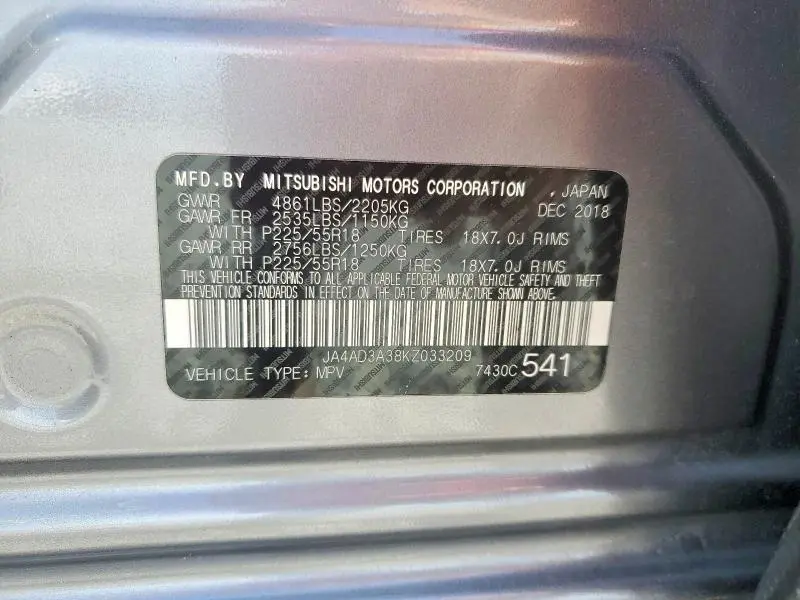 MFD.BY MITSUBISHI MOTORS CORPORATION , JAPAN
GVWR 4861LBS/2205KG DEC 2018
GAWR FR 2535LBS/1150KG
WITH P225/55R18 TIRES 18X7.0J RIMS
GAWR RR 2756LBS/1250KG
WITH P225/55R18 TIRES 18X7.0J RIMS
THIS VEHICLE CONFORMS TO ALL APPLICABLE FEDERAL MOTOR VEHICLE SAFETY AND THEFT
PREVENTION STANDARDS IN EFFECT ON THE DATE OF MANUFACTURE SHOWN ABOVE.
JA4AD3A38KZ033209
VEHICLE TYPE: MPV 7430C 541